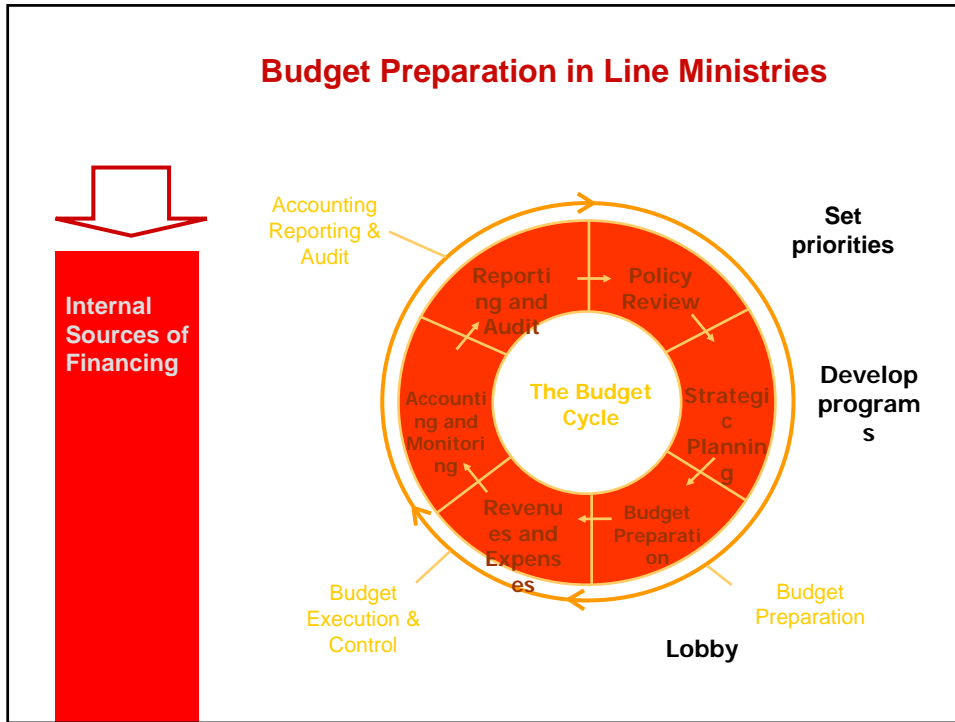 Budget Preparation in Line Ministries
Internal
Sources of
Financing
Accounting
Reporting &
Audit
Set
priorities
Reporti
ng and
Audit
Policy
Review
The Budget
Cycle
Accounti
ng and
Monitori
ng
Strategi
c
Plannin
g
Develop
program
s
Revenu
es and
Expens
es
Budget
Preparati
on
Budget
Execution &
Control
Budget
Preparation
Lobby